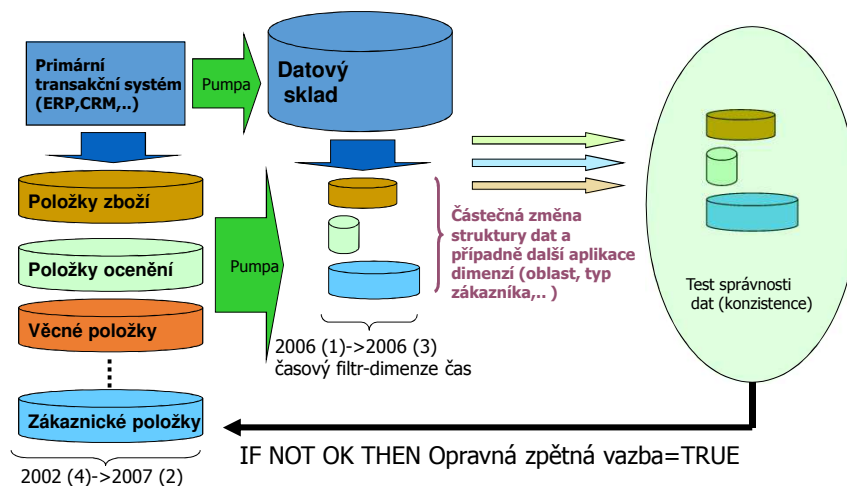 Primární
transakční systém
(ERP,CRM,..)
Pumpa
Datový
sklad
Položky zboží
Položky ocenění
Věcné položky
Zákaznické položky
2002 (4)->2007 (2)
Pumpa
2006 (1)->2006 (3)
časový filtr-dimenze čas
Částečná změna
struktury dat a
případně další aplikace
dimenzí (oblast, typ
zákazníka,.. )
Test správnosti
dat (konzistence)
IF NOT OK THEN Opravná zpětná vazba=TRUE